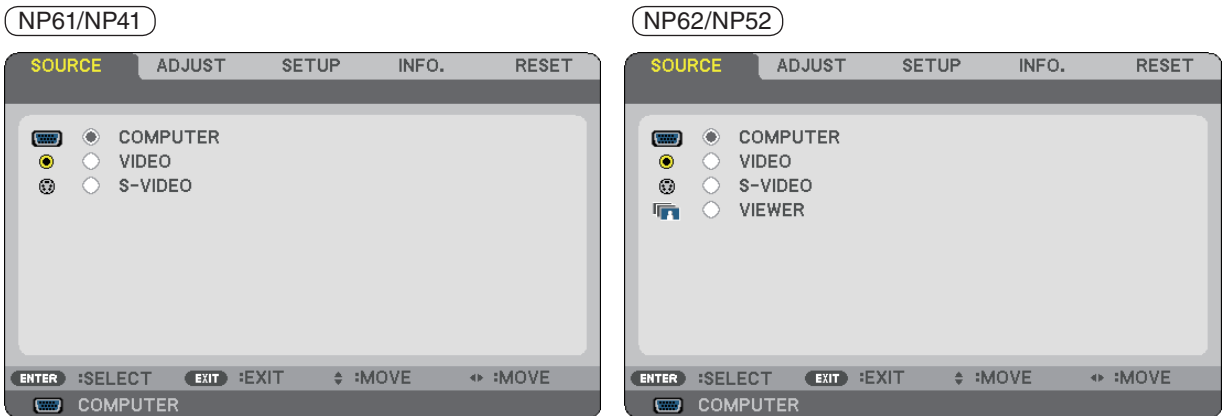 NP61/NP41
SOURCE ADJUST SETUP INFO. RESET
COMPUTER
VIDEO
S-VIDEO
ENTER :SELECT EXIT :EXIT :MOVE :MOVE
COMPUTER
NP62/NP52
SOURCE ADJUST SETUP INFO. RESET
COMPUTER
VIDEO
S-VIDEO
VIEWER
ENTER :SELECT EXIT :EXIT :MOVE :MOVE
COMPUTER